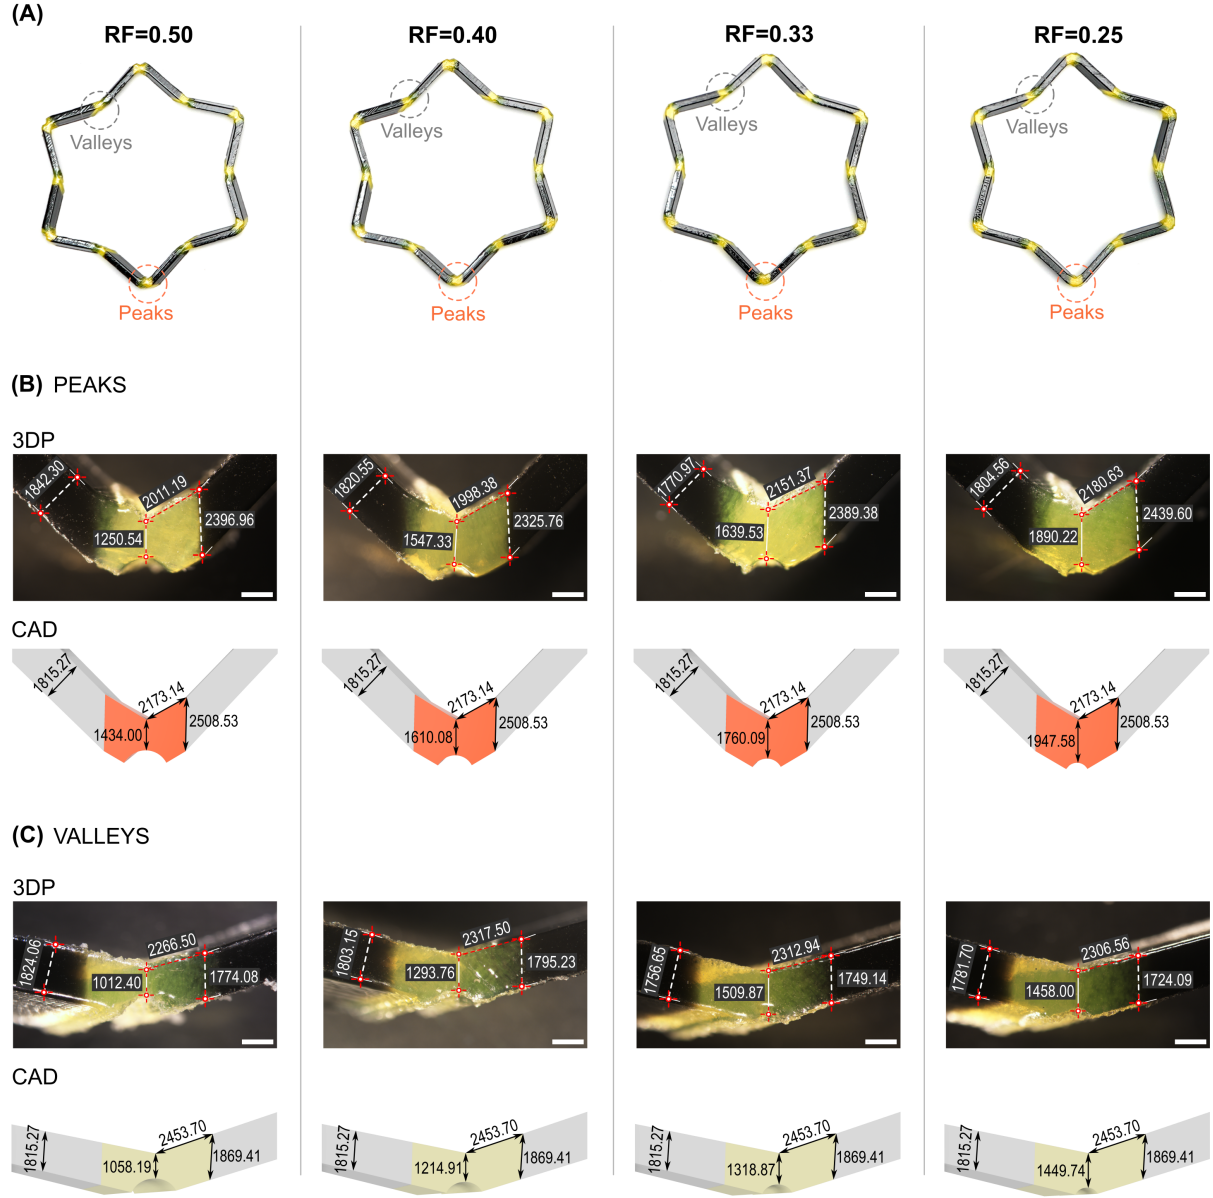 (A)
RF=0.50 RF=0.40 RF=0.33 RF=0.25
Valleys Valleys Valleys Valleys
Peaks Peaks Peaks Peaks
(B) PEAKS
3DP
1842.30 2011.19 2396.96 1250.54
1820.55 1998.38 2325.76 1547.33
1770.97 2151.37 2389.38 1639.53
1804.56 2180.63 2439.60 1890.22
CAD
1815.27 2173.14 2508.53 1434.00
1815.27 2173.14 2508.53 1610.08
1815.27 2173.14 2508.53 1760.09
1815.27 2173.14 2508.53 1947.58
(C) VALLEYS
3DP
1824.06 2266.50 1774.08 1012.40
1803.15 2317.50 1795.23 1293.76
1756.65 2312.94 1749.14 1509.87
1781.70 2306.56 1724.09 1458.00
CAD
1815.27 2453.70 1869.41 1058.19
1815.27 2453.70 1869.41 1214.91
1815.27 2453.70 1869.41 1318.87
1815.27 2453.70 1869.41 1449.74